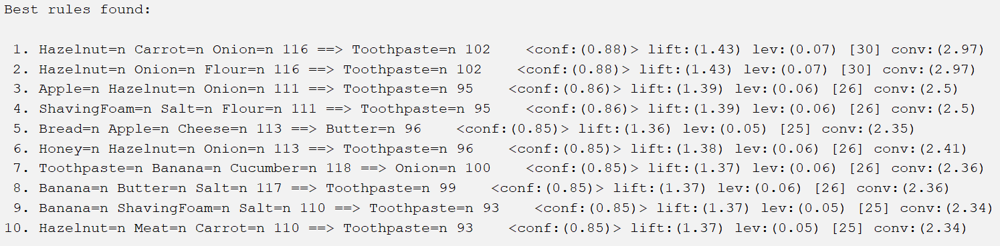 Best rules found:

 1. Hazelnut=n Carrot=n Onion=n 116 ==> Toothpaste=n 102    <conf:(0.88)> lift:(1.43) lev:(0.07) [30] conv:(2.97)
 2. Hazelnut=n Onion=n Flour=n 116 ==> Toothpaste=n 102    <conf:(0.88)> lift:(1.43) lev:(0.07) [30] conv:(2.97)
 3. Apple=n Hazelnut=n Onion=n 111 ==> Toothpaste=n 95    <conf:(0.86)> lift:(1.39) lev:(0.06) [26] conv:(2.5)
 4. ShavingFoam=n Salt=n Flour=n 111 ==> Toothpaste=n 95    <conf:(0.86)> lift:(1.39) lev:(0.06) [26] conv:(2.5)
 5. Bread=n Apple=n Cheese=n 113 ==> Butter=n 96    <conf:(0.85)> lift:(1.36) lev:(0.05) [25] conv:(2.35)
 6. Honey=n Hazelnut=n Onion=n 113 ==> Toothpaste=n 96    <conf:(0.85)> lift:(1.38) lev:(0.06) [26] conv:(2.41)
 7. Toothpaste=n Banana=n Cucumber=n 118 ==> Onion=n 100    <conf:(0.85)> lift:(1.37) lev:(0.06) [26] conv:(2.36)
 8. Banana=n Butter=n Salt=n 117 ==> Toothpaste=n 99    <conf:(0.85)> lift:(1.37) lev:(0.06) [26] conv:(2.36)
 9. Banana=n ShavingFoam=n Salt=n 110 ==> Toothpaste=n 93    <conf:(0.85)> lift:(1.37) lev:(0.05) [25] conv:(2.34)
10. Hazelnut=n Meat=n Carrot=n 110 ==> Toothpaste=n 93    <conf:(0.85)> lift:(1.37) lev:(0.05) [25] conv:(2.34)